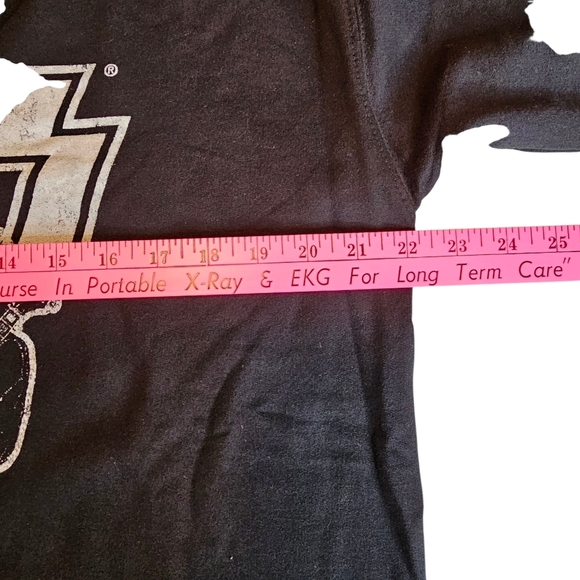 ®
14 15 16 17 18 19 20 21 22 23 24 25
urse In Portable X-Ray & EKG For Long Term Care”